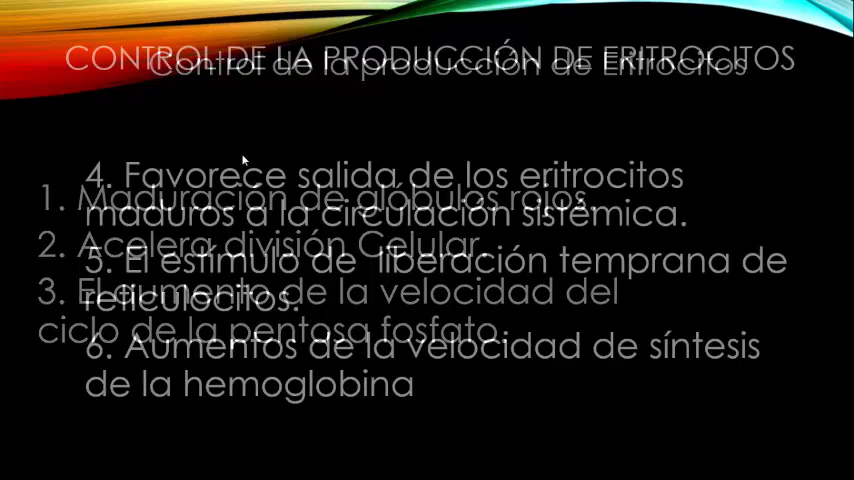 CONTROL DE LA PRODUCCIÓN DE ERITROCITOS
Control de la producción de Eritrocitos
1. Maduración de glóbulos rojos.
2. Acelera división Celular.
3. El aumento de la velocidad del
ciclo de la pentosa fosfato.
4. Favorece salida de los eritrocitos
maduros a la circulación sistémica.
5. El estímulo de liberación temprana de
reticulocitos.
6. Aumentos de la velocidad de síntesis
de la hemoglobina